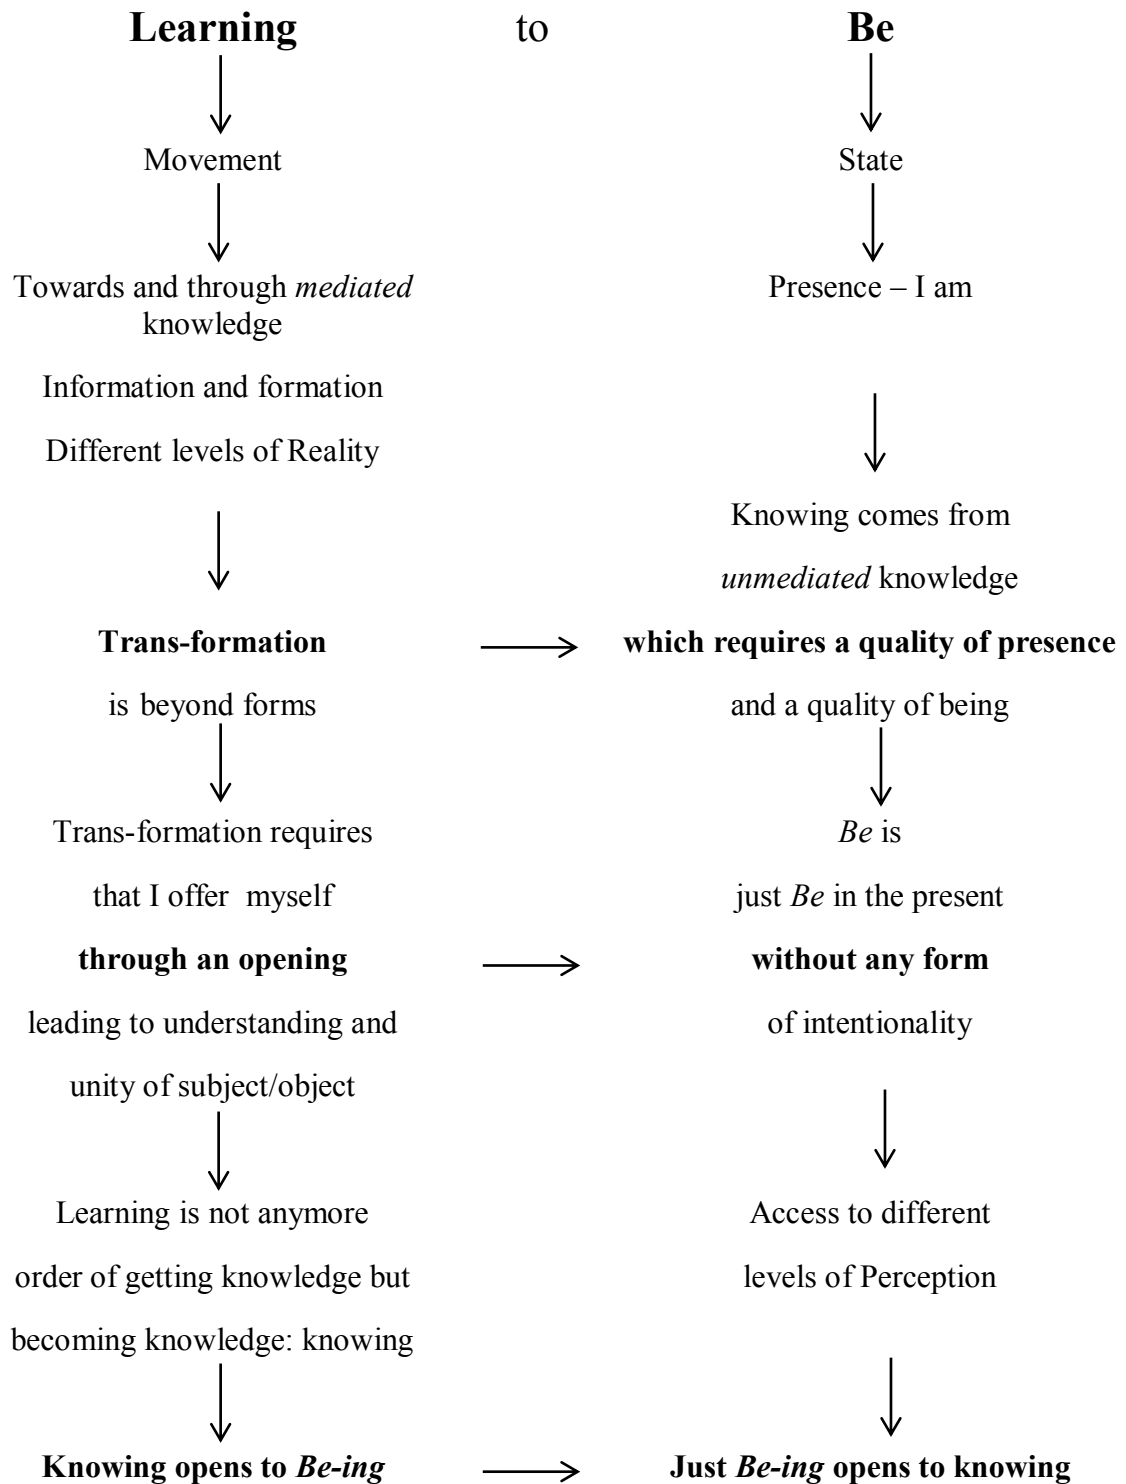 Learning to Be
Movement
State
Towards and through mediated
knowledge
Presence – I am
Information and formation
Different levels of Reality
Knowing comes from
unmediated knowledge
Trans-formation
which requires a quality of presence
is beyond forms
and a quality of being
Trans-formation requires
Be is
that I offer myself
just Be in the present
through an opening
without any form
leading to understanding and
of intentionality
unity of subject/object
Learning is not anymore
Access to different
order of getting knowledge but
levels of Perception
becoming knowledge: knowing
Knowing opens to Be-ing
Just Be-ing opens to knowing